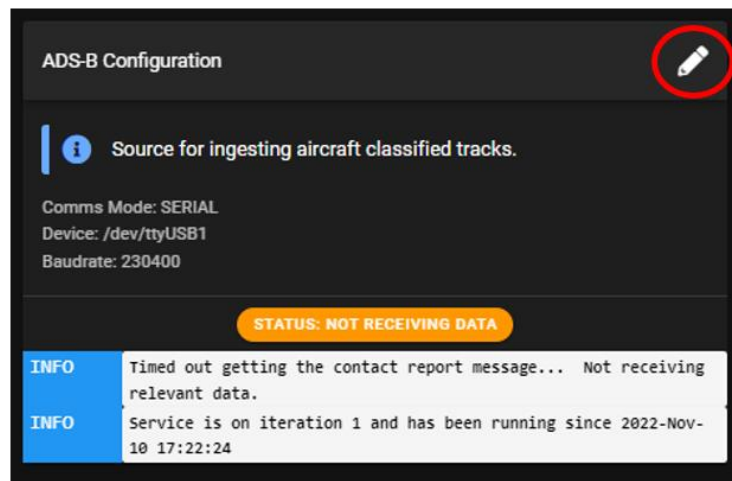 ADS-B Configuration
Source for ingesting aircraft classified tracks.
Comms Mode: SERIAL
Device: /dev/ttyUSB1
Baudrate: 230400
STATUS: NOT RECEIVING DATA
INFO Timed out getting the contact report message... Not receiving
relevant data.
INFO Service is on iteration 1 and has been running since 2022-Nov-
10 17:22:24